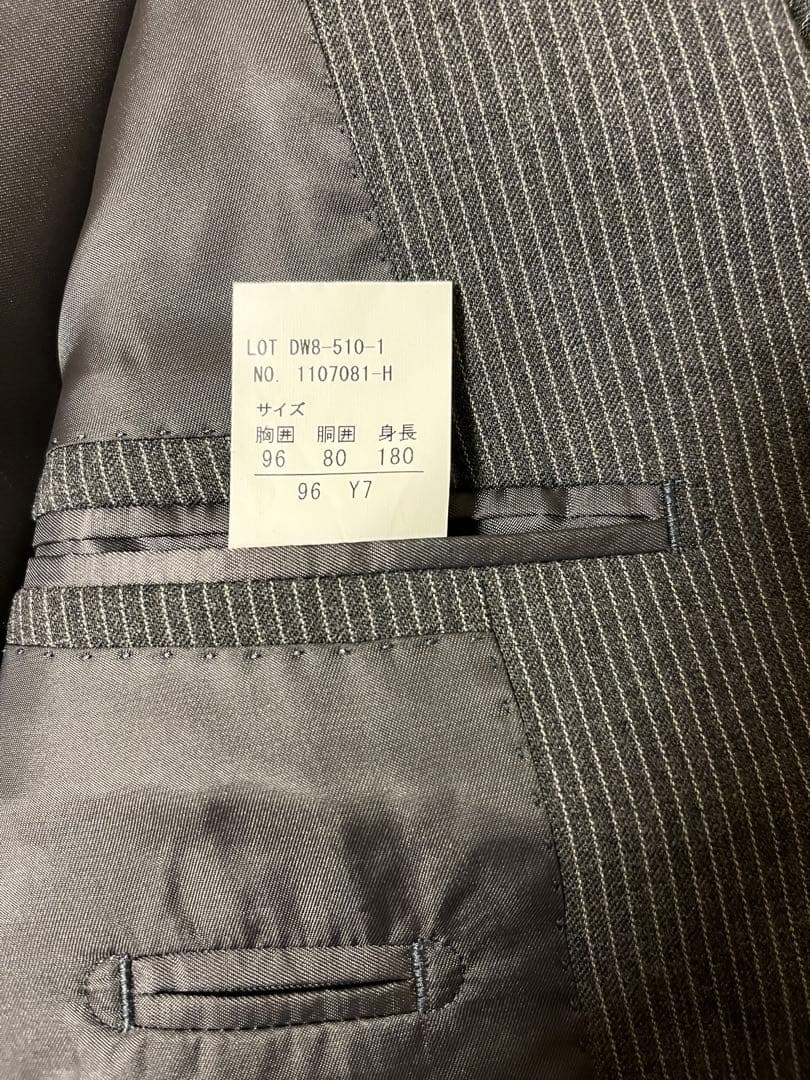 LOT DW8-510-1
NO. 1107081-H
サイズ
胸囲 胴囲 身長
96 80 180
96 Y7